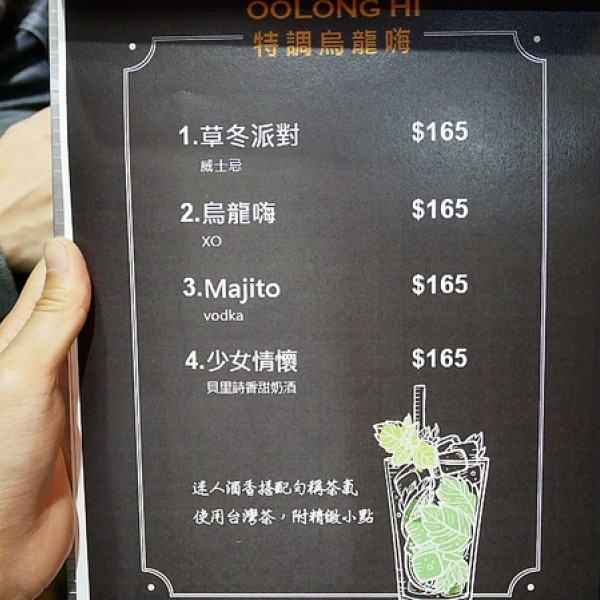 OOLONG HI
特調烏龍嗨
1.草冬派對 $165
威士忌
2.烏龍嗨 $165
XO
3.Majito $165
vodka
4.少女情懷 $165
貝里詩香甜奶酒
迷人酒香搭配勻稱茶氣
使用台灣茶，附精緻小點